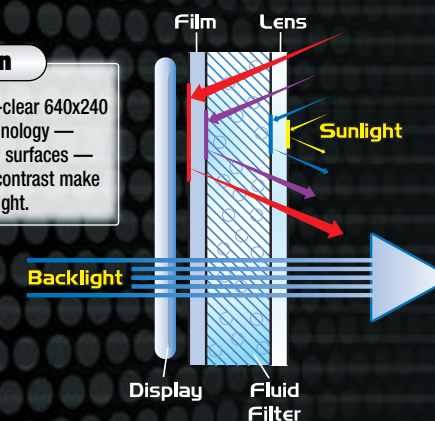 -clear 640x240
nology —
surfaces —
contrast make
ght.
Film
Lens
Sunlight
Backlight
Display
Fluid
Filter